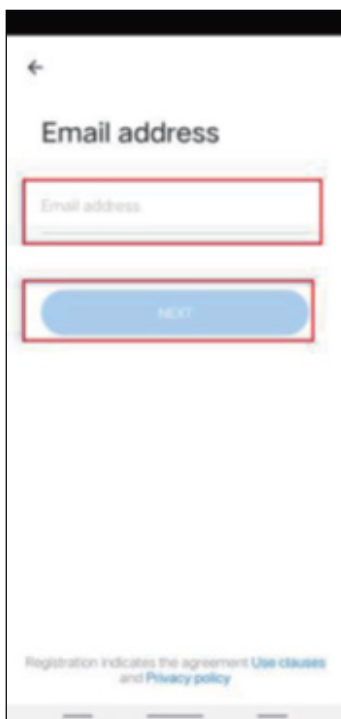 Email address
Email address
NEXT
Registration indicates the agreement Use clauses
and Privacy policy